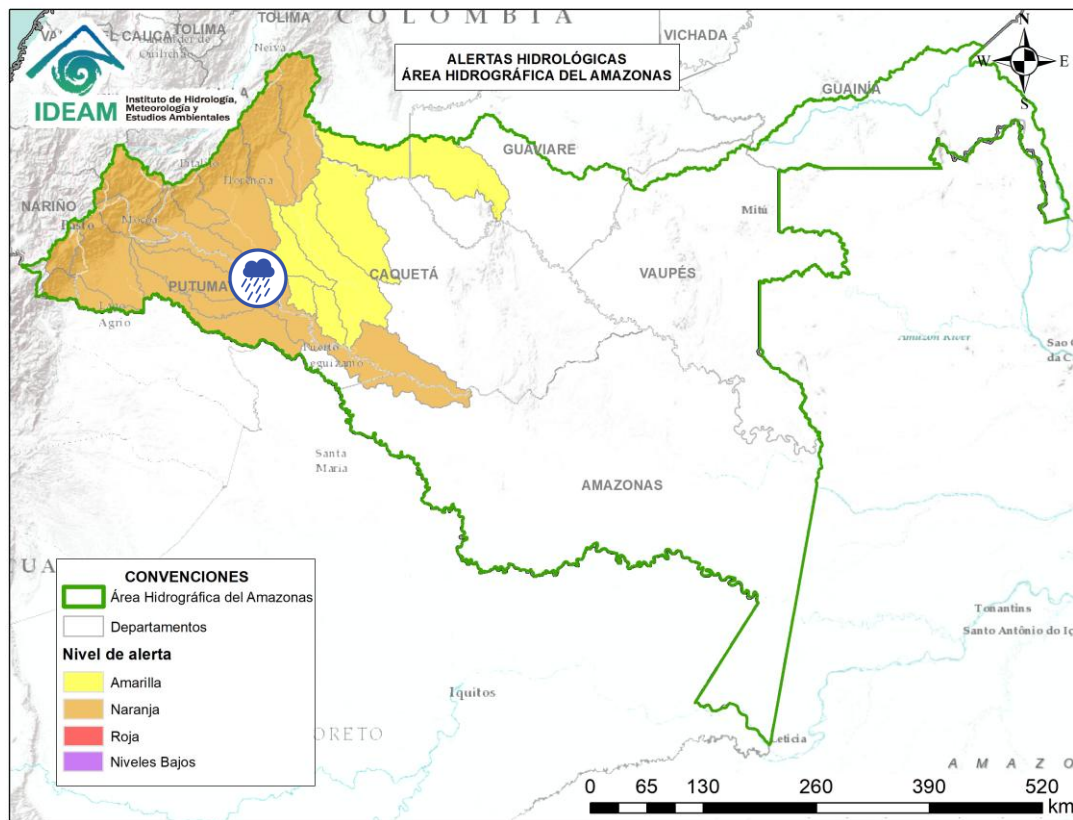 COLOMBIA
TOLIMA
TOLIMA
VICHADA
Neiva
IDEAM
Instituto de Hidrología,
Meteorología y
Estudios Ambientales
ALERTAS HIDROLÓGICAS
ÁREA HIDROGRÁFICA DEL AMAZONAS
N
W
E
S
GUAINÍA
GUAVIARE
NARIÑO
Mitú
VAUPÉS
CAQUETÁ
PUTUMA
Amazon River
Santa
Maria
AMAZONAS
CONVENCIONES
Área Hidrográfica del Amazonas
Departamentos
Nivel de alerta
Amarilla
Naranja
Roja
Niveles Bajos
Iquitos
ORETO
Leticia
Tonantins
Santo Antônio do Iç
AMAZO
0 65 130 260 390 520
km